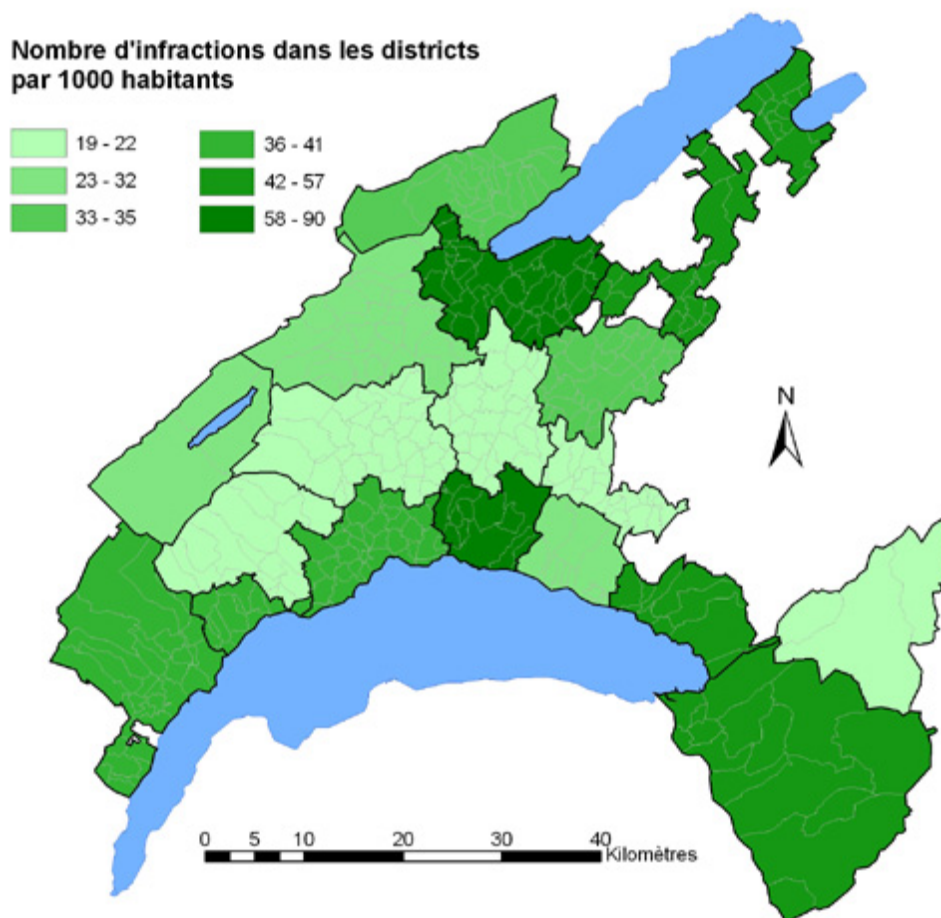 Nombre d'infractions dans les districts
par 1000 habitants
19 - 22
36 - 41
23 - 32
42 - 57
33 - 35
58 - 90
N
0 5 10 20 30 40
Kilomètres